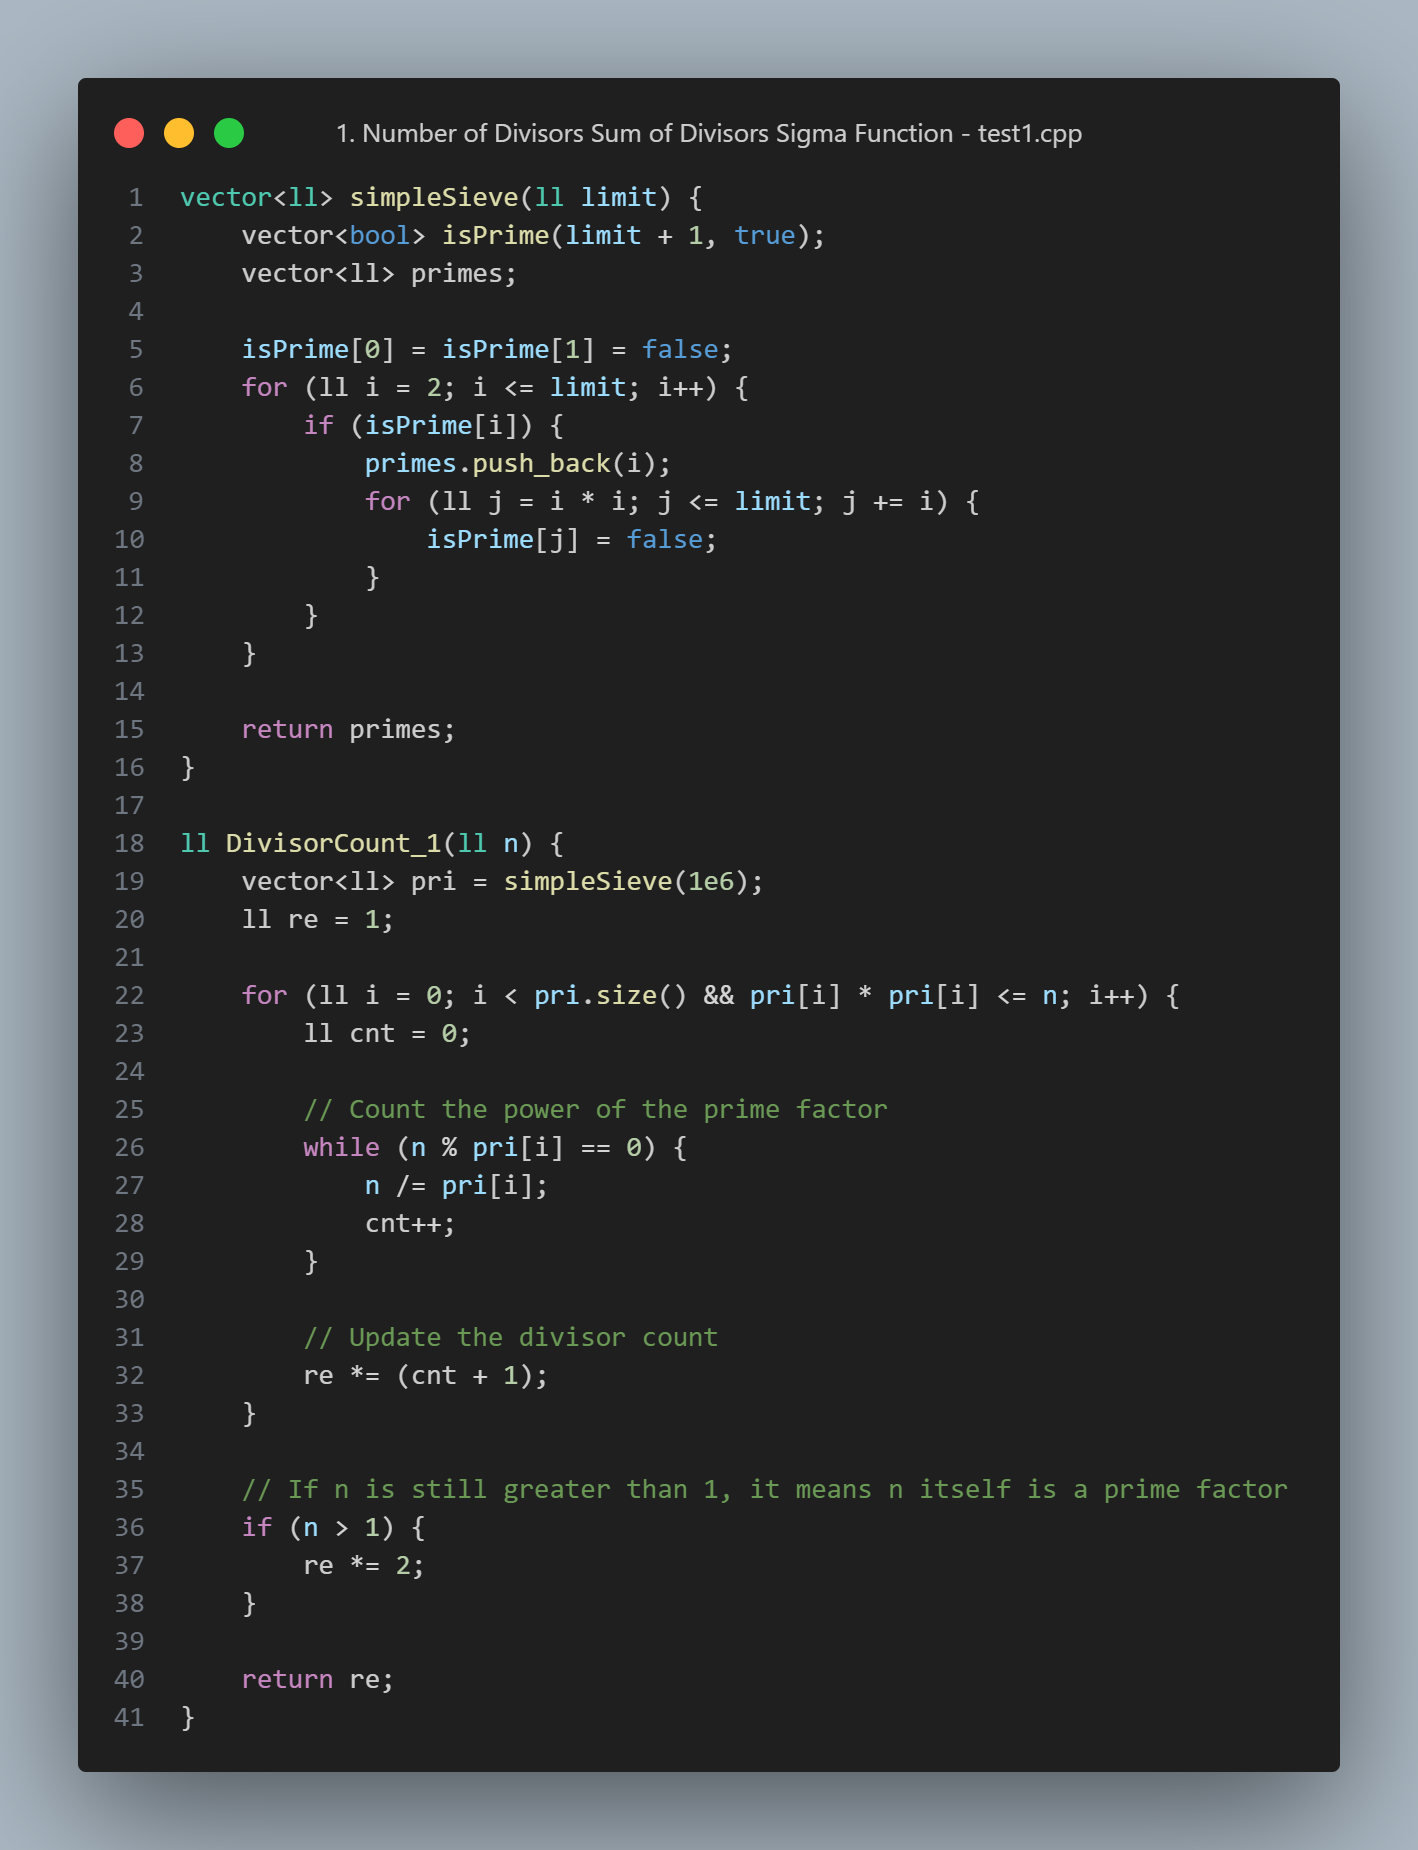 1. Number of Divisors Sum of Divisors Sigma Function - test1.cpp
1 vector<ll> simpleSieve(ll limit) {
2     vector<bool> isPrime(limit + 1, true);
3     vector<ll> primes;
4
5     isPrime[0] = isPrime[1] = false;
6     for (ll i = 2; i <= limit; i++) {
7         if (isPrime[i]) {
8             primes.push_back(i);
9             for (ll j = i * i; j <= limit; j += i) {
10                 isPrime[j] = false;
11             }
12         }
13     }
14
15     return primes;
16 }
17
18 ll DivisorCount_1(ll n) {
19     vector<ll> pri = simpleSieve(1e6);
20     ll re = 1;
21
22     for (ll i = 0; i < pri.size() && pri[i] * pri[i] <= n; i++) {
23         ll cnt = 0;
24
25         // Count the power of the prime factor
26         while (n % pri[i] == 0) {
27             n /= pri[i];
28             cnt++;
29         }
30
31         // Update the divisor count
32         re *= (cnt + 1);
33     }
34
35     // If n is still greater than 1, it means n itself is a prime factor
36     if (n > 1) {
37         re *= 2;
38     }
39
40     return re;
41 }